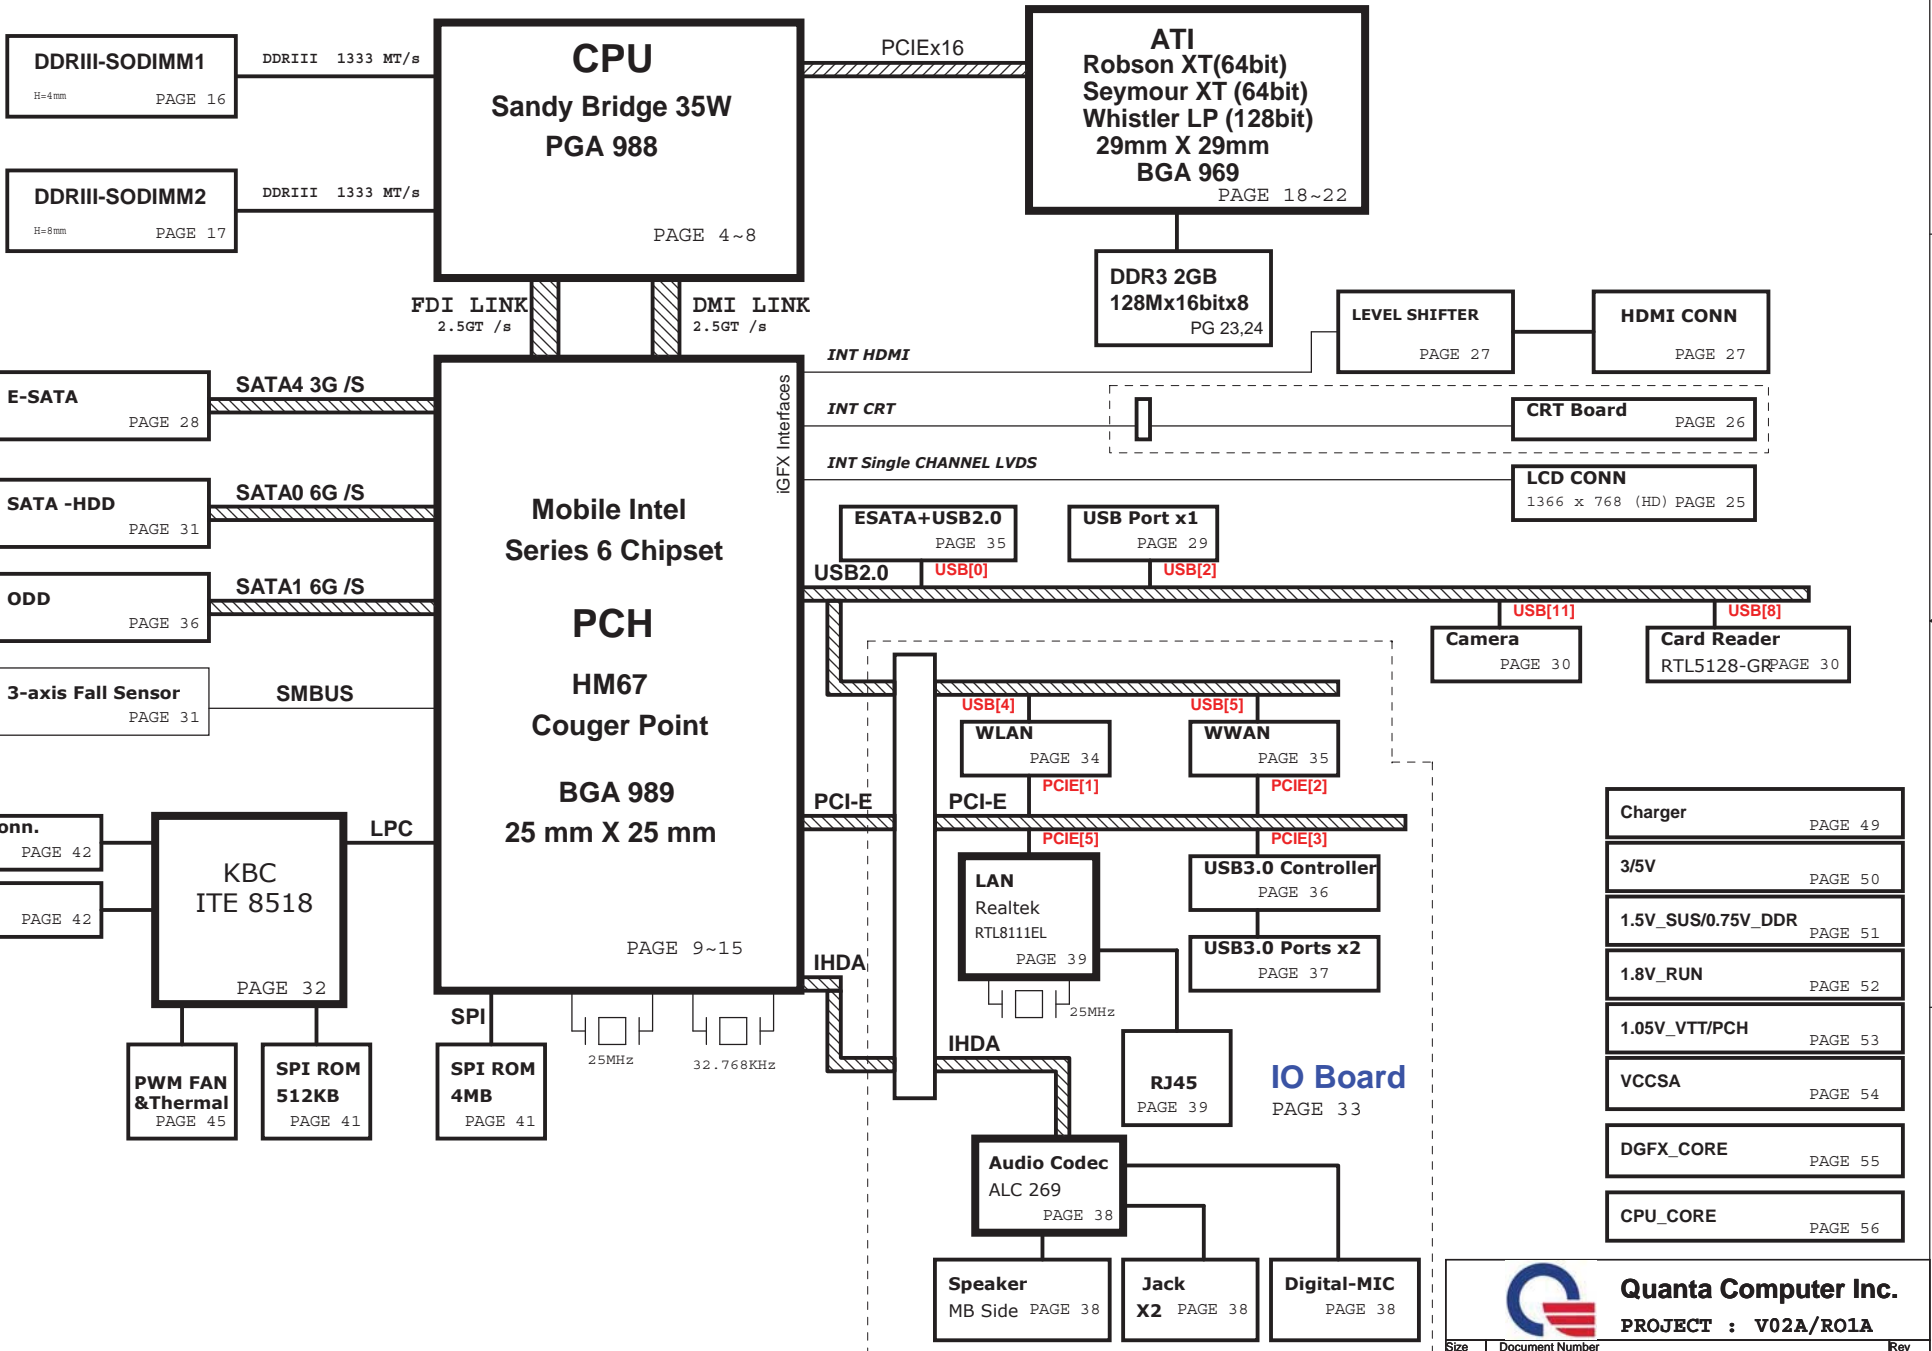 DDRIII-SODIMM1
H=4mm
PAGE 16
DDRIII 1333 MT/s
DDRIII-SODIMM2
H=8mm
PAGE 17
DDRIII 1333 MT/s
CPU
Sandy Bridge 35W
PGA 988
PAGE 4~8
PCIEx16
ATI
Robson XT(64bit)
Seymour XT (64bit)
Whistler LP (128bit)
29mm X 29mm
BGA 969
PAGE 18~22
DDR3 2GB
128Mx16bitx8
PG 23,24
FDI LINK
2.5GT /s
DMI LINK
2.5GT /s
LEVEL SHIFTER
PAGE 27
HDMI CONN
PAGE 27
INT HDMI
INT CRT
INT Single CHANNEL LVDS
iGFX Interfaces
CRT Board
PAGE 26
LCD CONN
1366 x 768 (HD) PAGE 25
E-SATA
PAGE 28
SATA4 3G /S
SATA -HDD
PAGE 31
SATA0 6G /S
ODD
PAGE 36
SATA1 6G /S
3-axis Fall Sensor
PAGE 31
SMBUS
Mobile Intel
Series 6 Chipset
PCH
HM67
Couger Point
BGA 989
25 mm X 25 mm
PAGE 9~15
ESATA+USB2.0
PAGE 35
USB[0]
USB Port x1
PAGE 29
USB[2]
USB2.0
USB[11]
Camera
PAGE 30
USB[8]
Card Reader
RTL5128-GR PAGE 30
USB[4]
WLAN
PAGE 34
PCIE[1]
USB[5]
WWAN
PAGE 35
PCIE[2]
PCI-E
PCI-E
PCIE[5]
LAN
Realtek
RTL8111EL
PAGE 39
25MHz
PCIE[3]
USB3.0 Controller
PAGE 36
USB3.0 Ports x2
PAGE 37
onn.
PAGE 42
PAGE 42
KBC
ITE 8518
PAGE 32
LPC
PWM FAN
&Thermal
PAGE 45
SPI ROM
512KB
PAGE 41
SPI
SPI ROM
4MB
PAGE 41
25MHz
32.768KHz
IHDA
IHDA
RJ45
PAGE 39
IO Board
PAGE 33
Audio Codec
ALC 269
PAGE 38
Speaker
MB Side PAGE 38
Jack
X2 PAGE 38
Digital-MIC
PAGE 38
Charger
PAGE 49
3/5V
PAGE 50
1.5V_SUS/0.75V_DDR
PAGE 51
1.8V_RUN
PAGE 52
1.05V_VTT/PCH
PAGE 53
VCCSA
PAGE 54
DGFX_CORE
PAGE 55
CPU_CORE
PAGE 56
Quanta Computer Inc.
PROJECT : V02A/RO1A
Size Document Number Rev